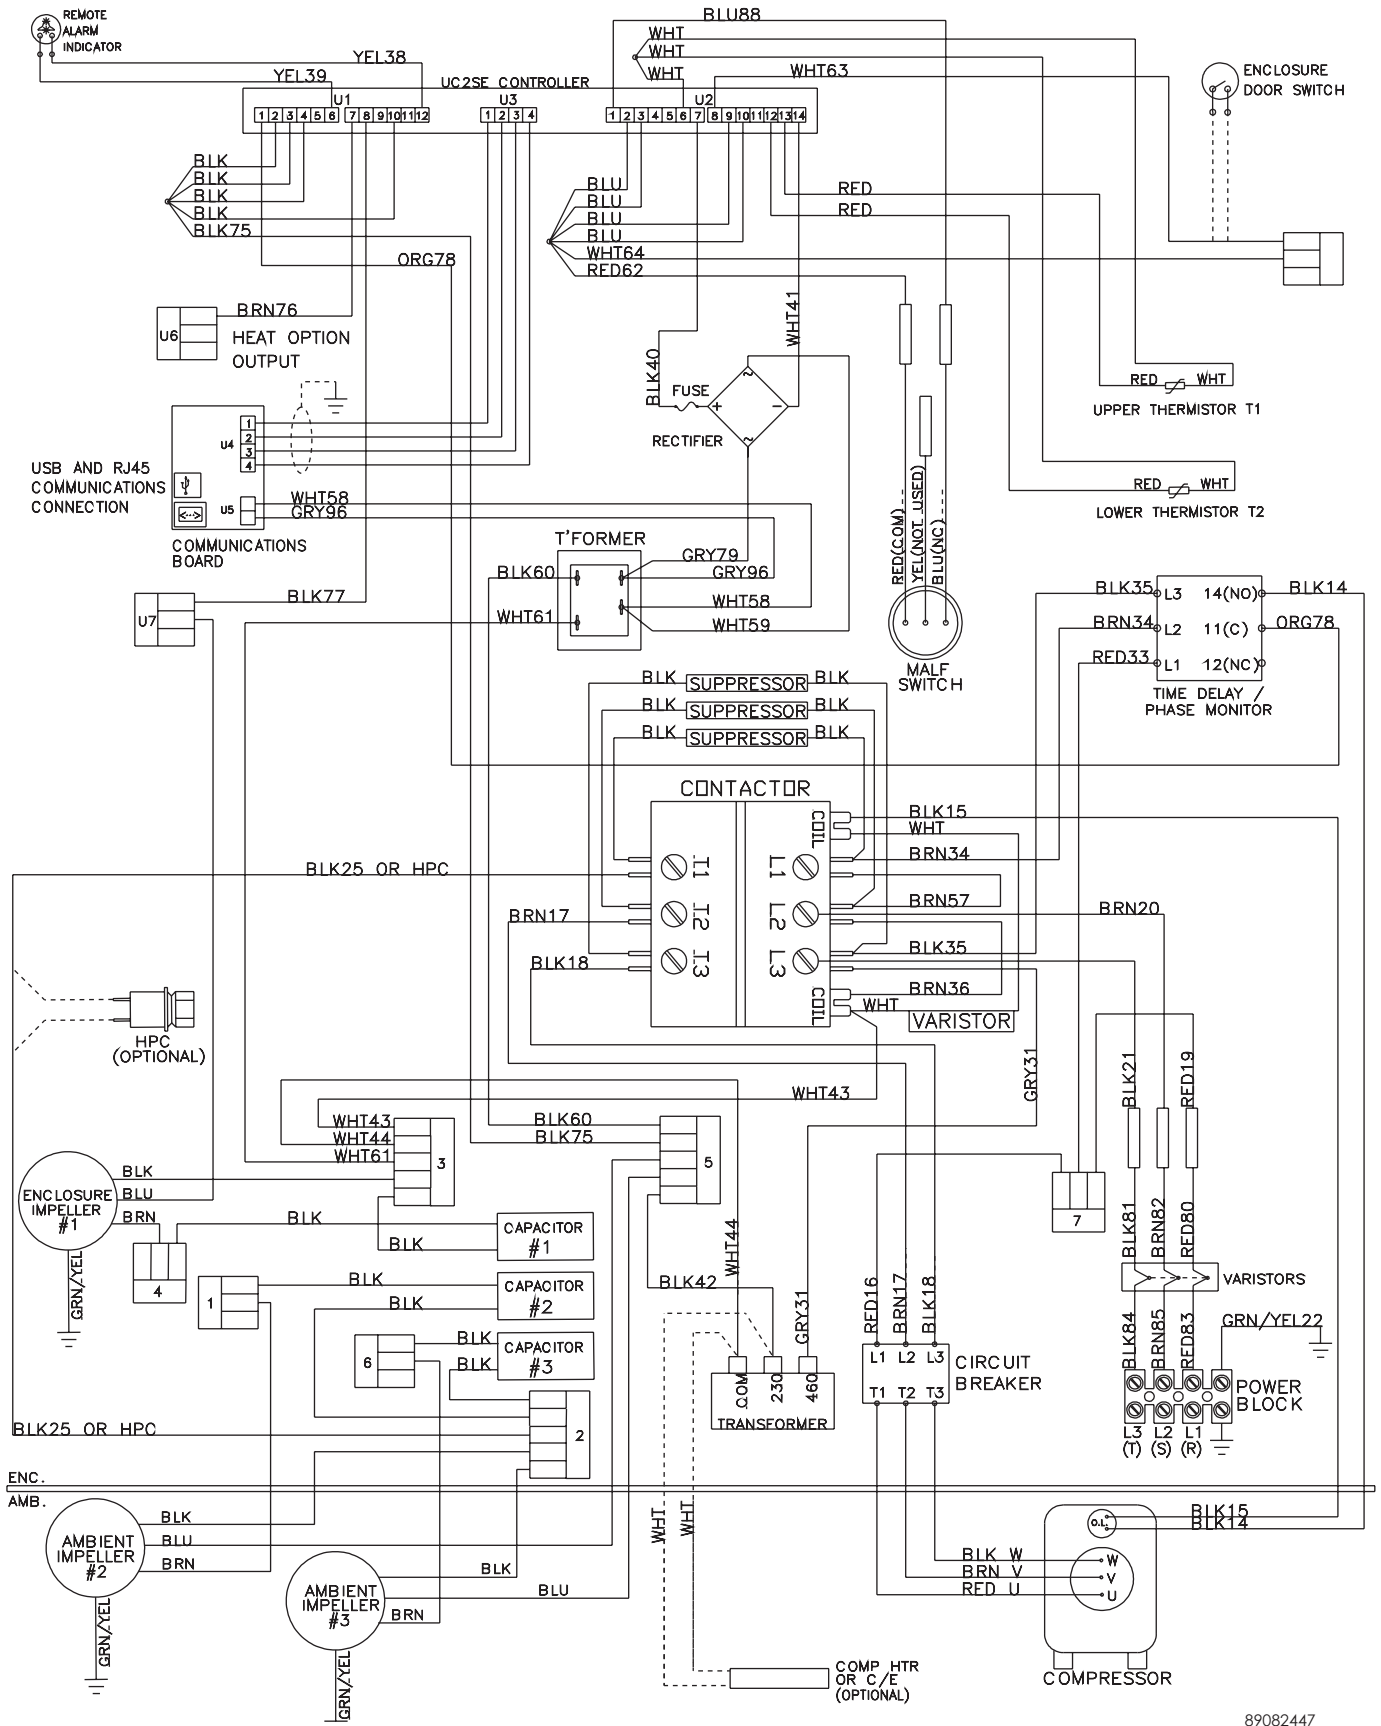 REMOTE
ALARM
INDICATOR
YEL38
YEL39
BLU88
WHT
WHT
WHT
WHT63
UC2SE CONTROLLER
U1
U3
U2
1 2 3 4 5 6
7 8 9 10 11 12
1 2 3 4
1 2 3 4 5 6 7
8 9 10 11 12 13 14
ENCLOSURE
DOOR SWITCH
BLK
BLK
BLK
BLK
BLK75
ORG78
BLU
BLU
BLU
BLU
WHT64
RED62
RED
RED
BRN76
U6
HEAT OPTION
OUTPUT
WHT41
BLK40
FUSE
~
+
-
~
RECTIFIER
RED
WHT
UPPER THERMISTOR T1
RED
WHT
LOWER THERMISTOR T2
U4
1
2
3
4
USB AND RJ45
COMMUNICATIONS
CONNECTION
U5
WHT58
GRY96
COMMUNICATIONS
BOARD
T'FORMER
GRY79
GRY96
BLK60
WHT58
WHT61
WHT59
RED(COM)
YEL(NOT USED)
BLU(NC)
MALF
SWITCH
BLK77
U7
BLK35
L3
14(NO)
BLK14
BRN34
L2
11(C)
ORG78
RED33
L1
12(NC)
TIME DELAY /
PHASE MONITOR
BLK
SUPPRESSOR
BLK
BLK
SUPPRESSOR
BLK
BLK
SUPPRESSOR
BLK
CONTACTOR
COIL
BLK15
WHT
BRN34
T1
L1
BLK25 OR HPC
BRN57
BRN17
T2
L2
BRN20
BLK35
BLK18
T3
L3
BRN36
COIL
WHT
VARISTOR
HPC
(OPTIONAL)
GRY31
BLK21
RED19
WHT43
WHT43
WHT44
WHT61
3
BLK60
BLK75
5
7
ENCLOSURE
IMPELLER
#1
BLK
BLU
BRN
GRN/YEL
BLK
4
BLK
CAPACITOR
#1
1
BLK
BLK
CAPACITOR
#2
6
BLK
BLK
CAPACITOR
#3
2
BLK25 OR HPC
WHT44
BLK42
GRY31
COM
230
460
TRANSFORMER
RED16
BRN17
BLK18
L1 L2 L3
T1 T2 T3
CIRCUIT
BREAKER
BLK81
BRN82
RED80
VARISTORS
BLK84
BRN85
RED83
GRN/YEL22
POWER
BLOCK
L3 L2 L1
(T) (S) (R)
ENC.
AMB.
AMBIENT
IMPELLER
#2
BLK
BLU
BRN
GRN/YEL
AMBIENT
IMPELLER
#3
BLK
BLU
BRN
GRN/YEL
WHT
WHT
COMP HTR
OR C/E
(OPTIONAL)
O.L.
BLK15
BLK14
BLK W
BRN V
RED U
W
V
U
COMPRESSOR
89082447